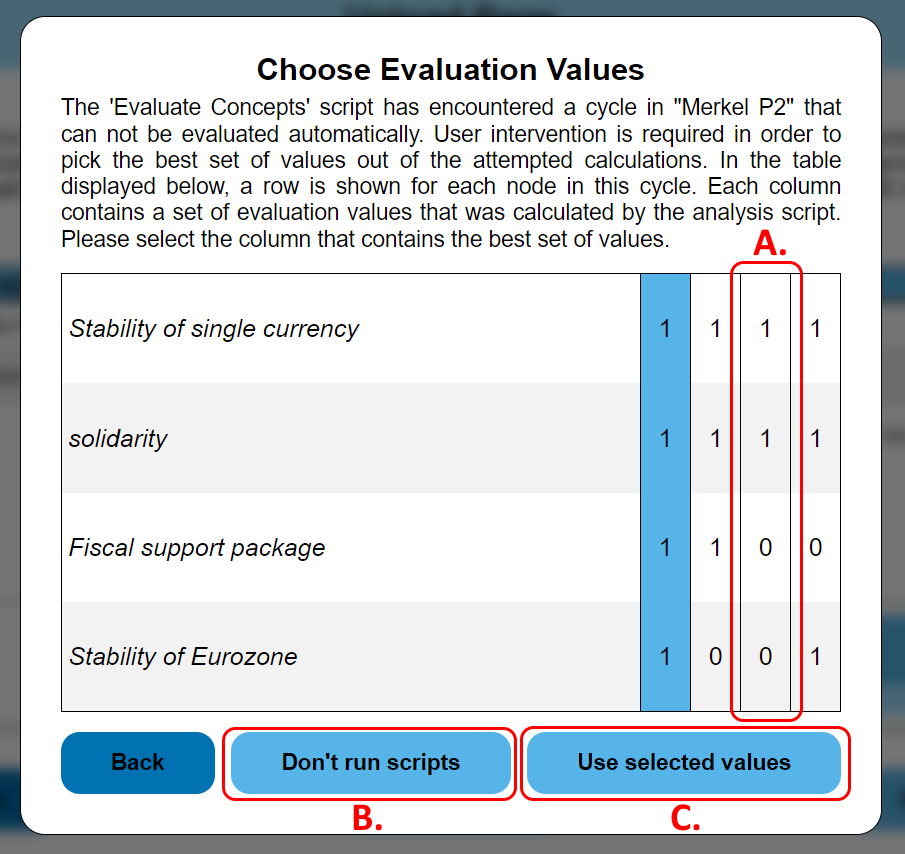 Choose Evaluation Values
The 'Evaluate Concepts' script has encountered a cycle in "Merkel P2" that
can not be evaluated automatically. User intervention is required in order to
pick the best set of values out of the attempted calculations. In the table
displayed below, a row is shown for each node in this cycle. Each column
contains a set of evaluation values that was calculated by the analysis script.
Please select the column that contains the best set of values.
A.
Stability of single currency 1 1 1 1
solidarity 1 1 1 1
Fiscal support package 1 1 0 0
Stability of Eurozone 1 0 0 1
Back Don't run scripts Use selected values
B. C.